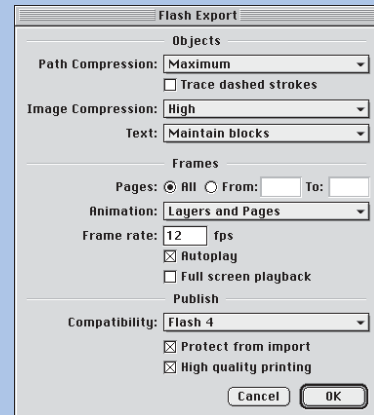 Flash Export
Objects
Path Compression: Maximum
Trace dashed strokes
Image Compression: High
Text: Maintain blocks
Frames
Pages: All From: To:
Animation: Layers and Pages
Frame rate: 12 fps
Autoplay
Full screen playback
Publish
Compatibility: Flash 4
Protect from import
High quality printing
Cancel OK